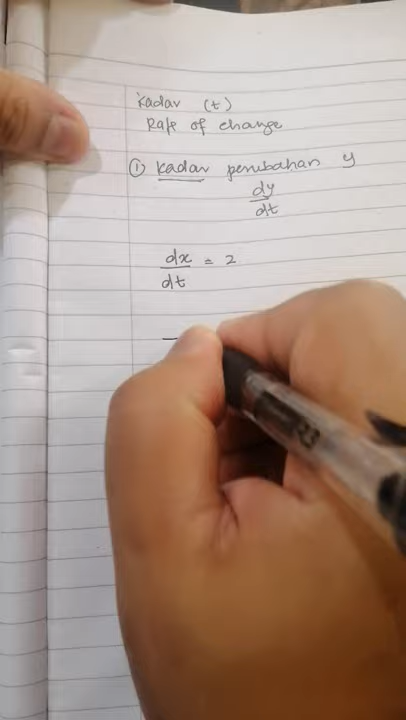 Kadar (t)
Rate of change
① Kadar perubahan y
dy
dt
dx
dt = 2